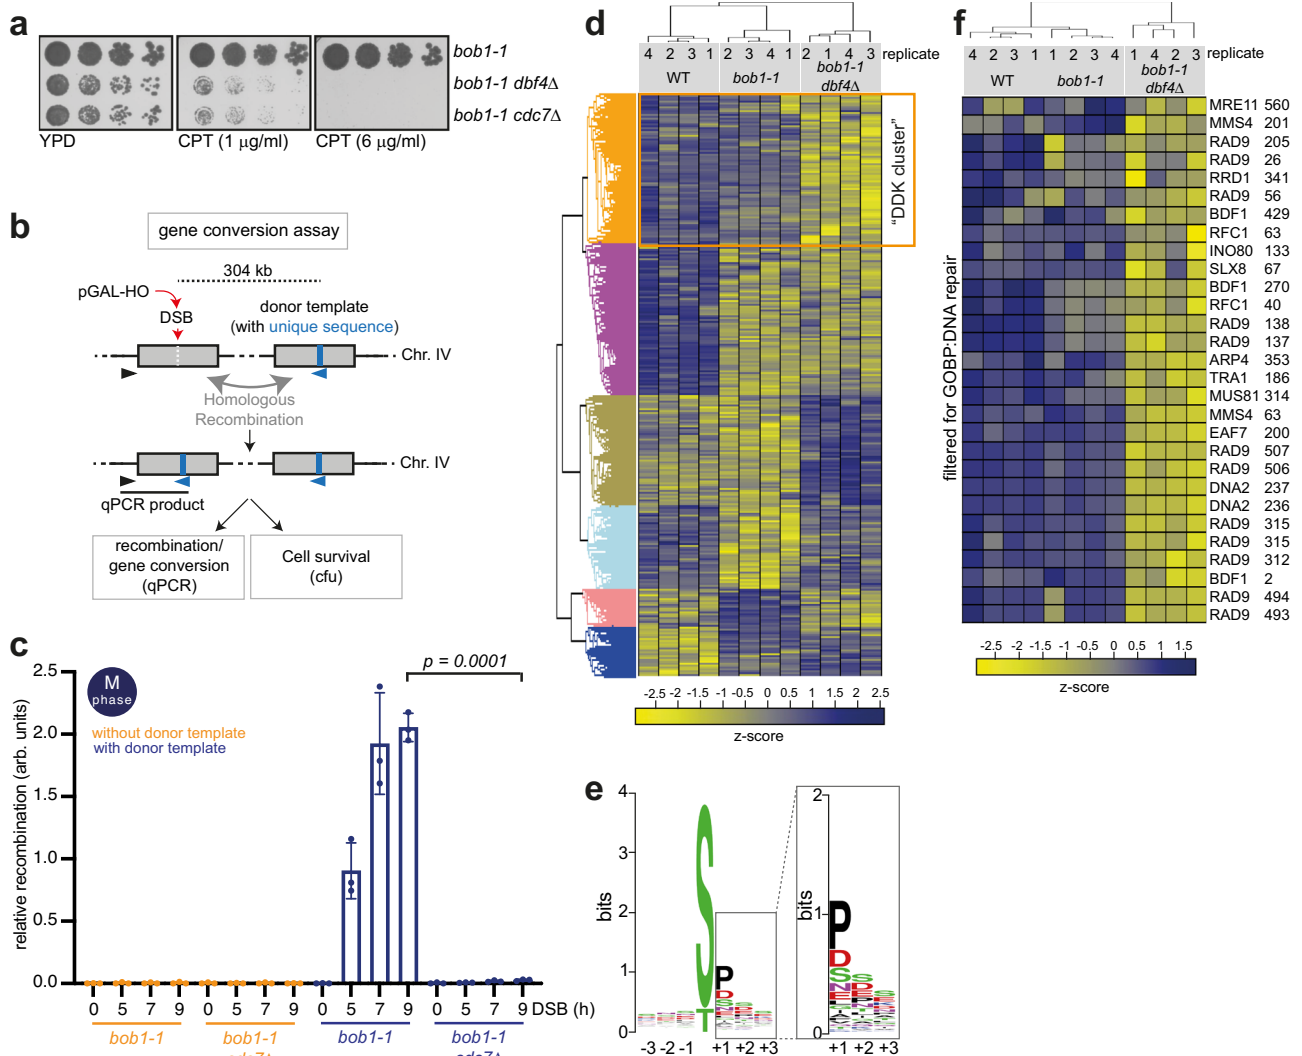 a
bob1-1
bob1-1 dbf4Δ
bob1-1 cdc7Δ
YPD
CPT (1 µg/ml)
CPT (6 µg/ml)
b
gene conversion assay
304 kb
pGAL-HO
DSB
donor template
(with unique sequence)
Chr. IV
Homologous
Recombination
Chr. IV
qPCR product
recombination/
gene conversion
(qPCR)
Cell survival
(cfu)
c
p = 0.0001
M
phase
without donor template
with donor template
relative recombination (arb. units)
2.5
2.0
1.5
1.0
0.5
0.0
0 5 7 9 0 5 7 9 0 5 7 9 0 5 7 9 DSB (h)
bob1-1 bob1-1 bob1-1 bob1-1
cdc7Δ cdc7Δ
d
4 2 3 1 2 3 4 1 2 1 4 3 replicate
WT bob1-1 bob1-1
dbf4Δ
"DDK cluster"
-2.5 -2 -1.5 -1 -0.5 0 0.5 1 1.5 2 2.5
z-score
e
bits
4
3
2
1
0
S
T
P
D
S
-3 -2 -1 +1 +2 +3
bits
2
1
0
P
D
S
N
E
S
D
E
S
+1 +2 +3
f
4 2 3 1 1 2 3 4 1 4 2 3 replicate
WT bob1-1 bob1-1
dbf4Δ
filtered for GOBP:DNA repair
MRE11 560
MMS4 201
RAD9 205
RAD9 26
RRD1 341
RAD9 56
BDF1 429
RFC1 63
INO80 133
SLX8 67
BDF1 270
RFC1 40
RAD9 138
RAD9 137
ARP4 353
TRA1 186
MUS81 314
MMS4 63
EAF7 200
RAD9 507
RAD9 506
DNA2 237
DNA2 236
RAD9 315
RAD9 315
RAD9 312
BDF1 2
RAD9 494
RAD9 493
-2.5 -2 -1.5 -1 -0.5 0 0.5 1 1.5
z-score